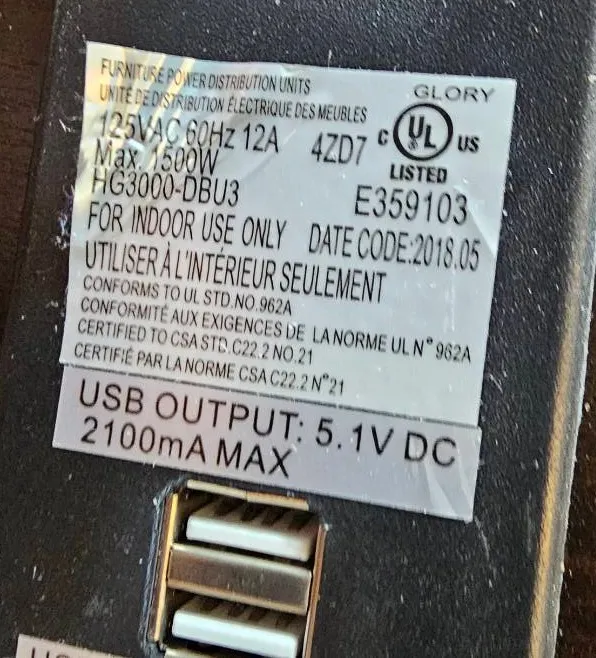 FURNITURE POWER DISTRIBUTION UNITS
UNITÉ DE DISTRIBUTION ÉLECTRIQUE DES MEUBLES
GLORY
125VAC 60Hz 12A 4ZD7
C UL US
LISTED
Max. 1500W
HG3000-DBU3 E359103
FOR INDOOR USE ONLY DATE CODE:2018.05
UTILISER À L'INTÉRIEUR SEULEMENT
CONFORMS TO UL STD.NO.962A
CONFORMITÉ AUX EXIGENCES DE LA NORME UL N° 962A
CERTIFIED TO CSA STD.C22.2 NO.21
CERTIFIÉ PAR LA NORME CSA C22.2 N°21
USB OUTPUT: 5.1V DC
2100mA MAX